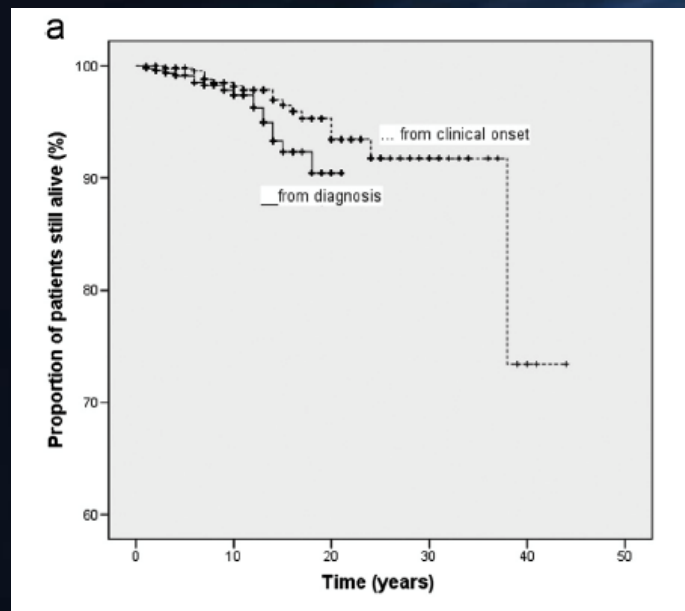 a
Proportion of patients still alive (%)
100
90
80
70
60
... from clinical onset
__from diagnosis
0 10 20 30 40 50
Time (years)